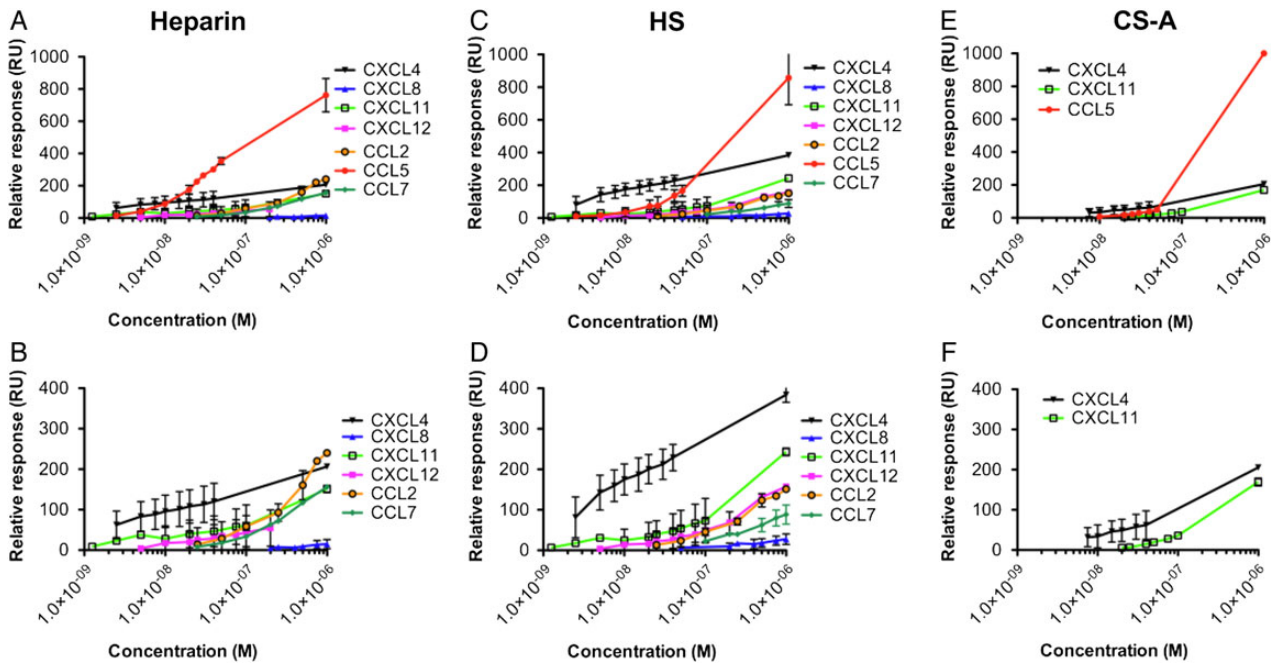 A
Heparin
Relative response (RU)
1000
800
600
400
200
0
1.0×10⁻⁰⁹
1.0×10⁻⁰⁸
1.0×10⁻⁰⁷
1.0×10⁻⁰⁶
Concentration (M)
CXCL4
CXCL8
CXCL11
CXCL12
CCL2
CCL5
CCL7
C
HS
Relative response (RU)
1000
800
600
400
200
0
1.0×10⁻⁰⁹
1.0×10⁻⁰⁸
1.0×10⁻⁰⁷
1.0×10⁻⁰⁶
Concentration (M)
CXCL4
CXCL8
CXCL11
CXCL12
CCL2
CCL5
CCL7
E
CS-A
Relative response (RU)
1000
800
600
400
200
0
1.0×10⁻⁰⁹
1.0×10⁻⁰⁸
1.0×10⁻⁰⁷
1.0×10⁻⁰⁶
Concentration (M)
CXCL4
CXCL11
CCL5
B
Relative response (RU)
400
300
200
100
0
1.0×10⁻⁰⁹
1.0×10⁻⁰⁸
1.0×10⁻⁰⁷
1.0×10⁻⁰⁶
Concentration (M)
CXCL4
CXCL8
CXCL11
CXCL12
CCL2
CCL7
D
Relative response (RU)
400
300
200
100
0
1.0×10⁻⁰⁹
1.0×10⁻⁰⁸
1.0×10⁻⁰⁷
1.0×10⁻⁰⁶
Concentration (M)
CXCL4
CXCL8
CXCL11
CXCL12
CCL2
CCL7
F
Relative response (RU)
400
300
200
100
0
1.0×10⁻⁰⁹
1.0×10⁻⁰⁸
1.0×10⁻⁰⁷
1.0×10⁻⁰⁶
Concentration (M)
CXCL4
CXCL11